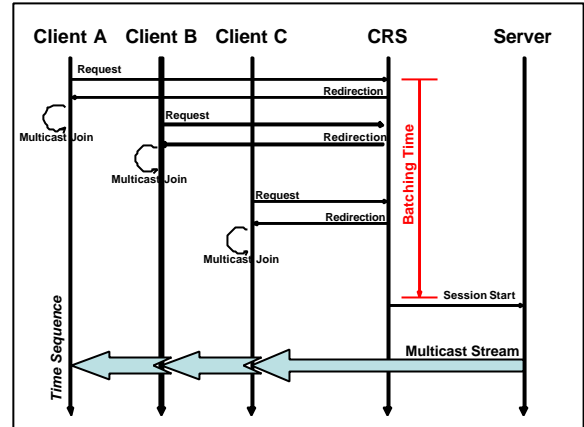 Client A Client B Client C CRS Server
Request
Redirection
Request
Multicast Join
Redirection
Multicast Join
Request
Redirection
Multicast Join
Batching Time
Session Start
Multicast Stream
Time Sequence